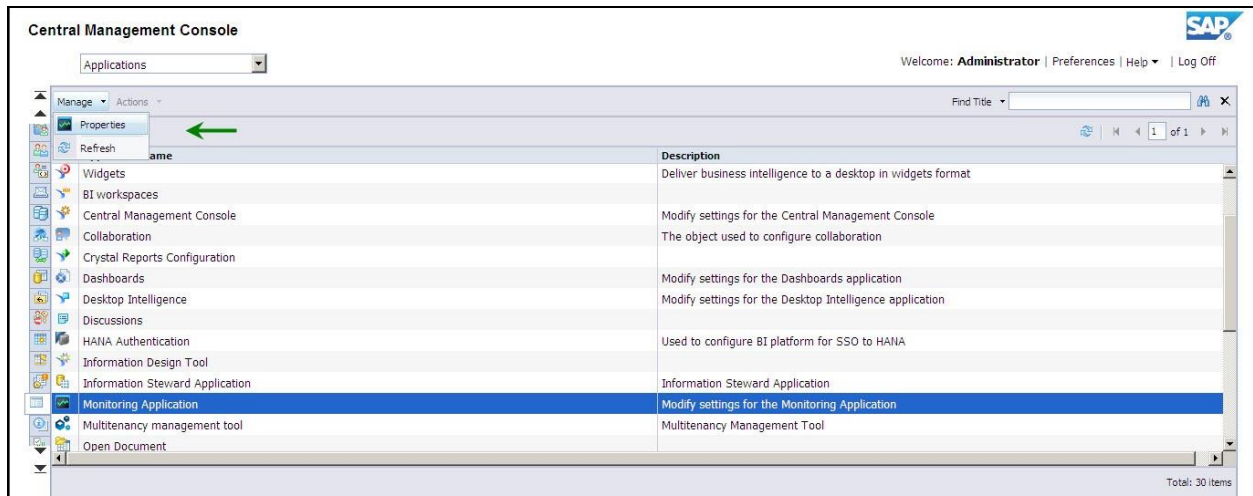 Central Management Console
SAP®
Applications
Welcome: Administrator | Preferences | Help | Log Off
Manage Actions Find Title
Properties
1 of 1
Refresh
ame Description
Widgets Deliver business intelligence to a desktop in widgets format
BI workspaces
Central Management Console Modify settings for the Central Management Console
Collaboration The object used to configure collaboration
Crystal Reports Configuration
Dashboards Modify settings for the Dashboards application
Desktop Intelligence Modify settings for the Desktop Intelligence application
Discussions
HANA Authentication Used to configure BI platform for SSO to HANA
Information Design Tool
Information Steward Application Information Steward Application
Monitoring Application Modify settings for the Monitoring Application
Multitenancy management tool Multitenancy Management Tool
Open Document
Total: 30 items